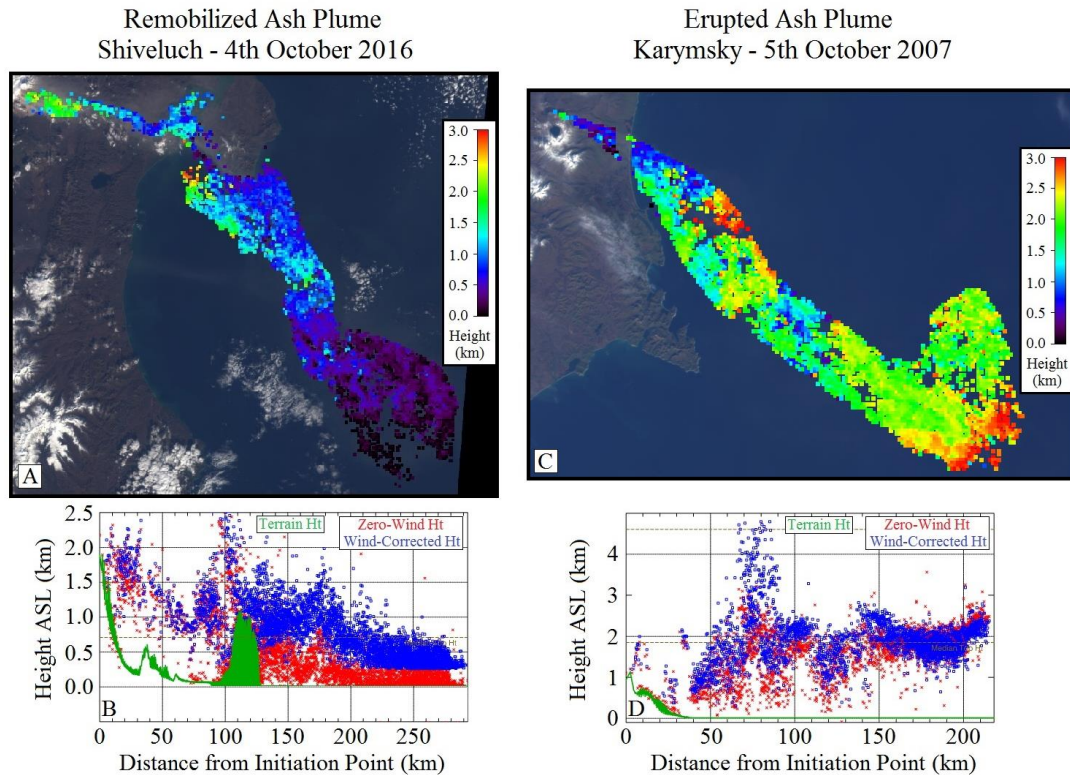 Remobilized Ash Plume
Shiveluch - 4th October 2016
Erupted Ash Plume
Karymsky - 5th October 2007
3.0
2.5
2.0
1.5
1.0
0.5
0.0
Height
(km)
A
3.0
2.5
2.0
1.5
1.0
0.5
0.0
Height
(km)
C
Height ASL (km)
2.5
2.0
1.5
1.0
0.5
0.0
Terrain Ht
Zero-Wind Ht
Wind-Corrected Ht
Ht
B
0 50 100 150 200 250
Distance from Initiation Point (km)
Height ASL (km)
4
3
2
1
0
Terrain Ht
Zero-Wind Ht
Wind-Corrected Ht
Median
D
0 50 100 150 200
Distance from Initiation Point (km)